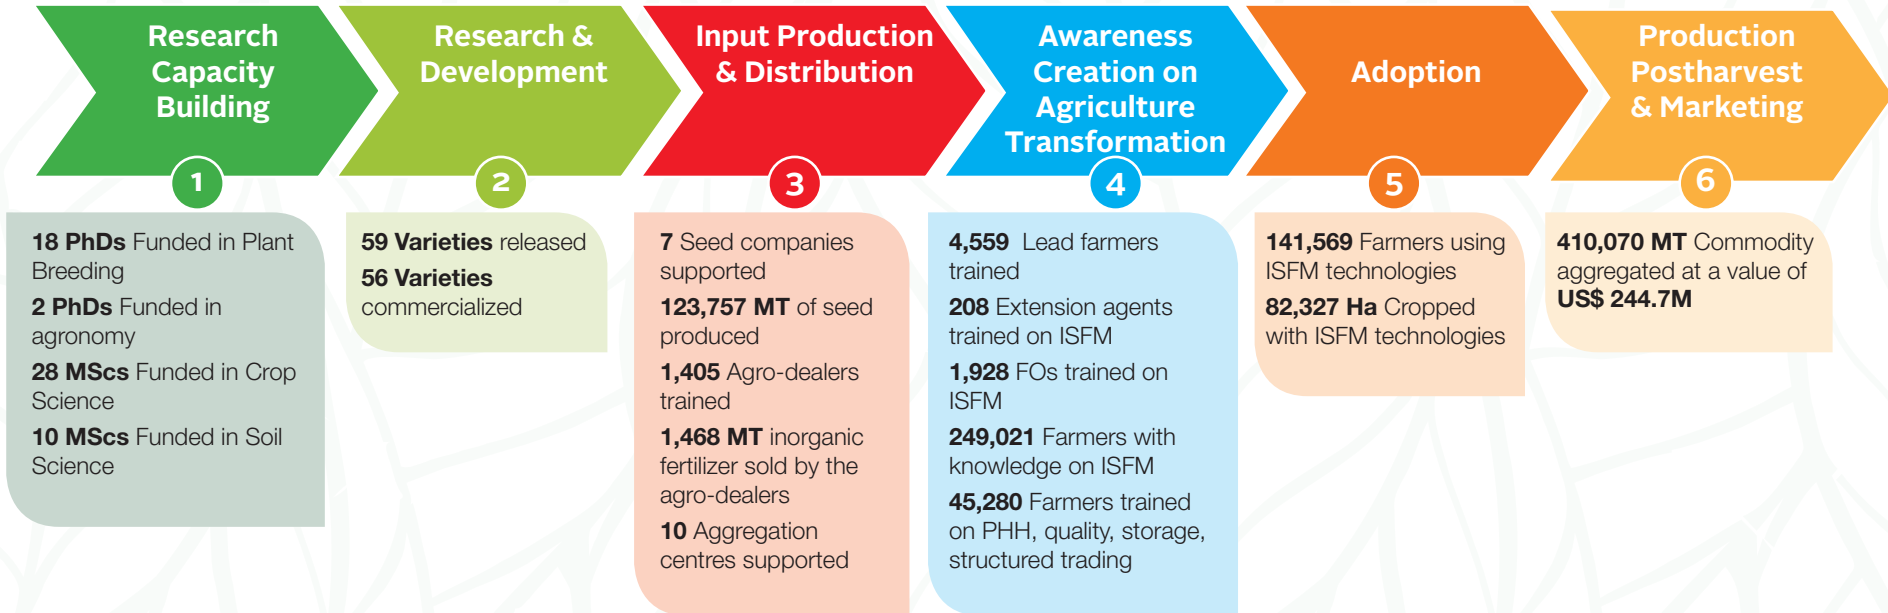 Research
Capacity
Building
1
18 PhDs Funded in Plant
Breeding
2 PhDs Funded in
agronomy
28 MScs Funded in Crop
Science
10 MScs Funded in Soil
Science
Research &
Development
2
59 Varieties released
56 Varieties
commercialized
Input Production
& Distribution
3
7 Seed companies
supported
123,757 MT of seed
produced
1,405 Agro-dealers
trained
1,468 MT inorganic
fertilizer sold by the
agro-dealers
10 Aggregation
centres supported
Awareness
Creation on
Agriculture
Transformation
4
4,559 Lead farmers
trained
208 Extension agents
trained on ISFM
1,928 FOs trained on
ISFM
249,021 Farmers with
knowledge on ISFM
45,280 Farmers trained
on PHH, quality, storage,
structured trading
Adoption
5
141,569 Farmers using
ISFM technologies
82,327 Ha Cropped
with ISFM technologies
Production
Postharvest
& Marketing
6
410,070 MT Commodity
aggregated at a value of
US$ 244.7M